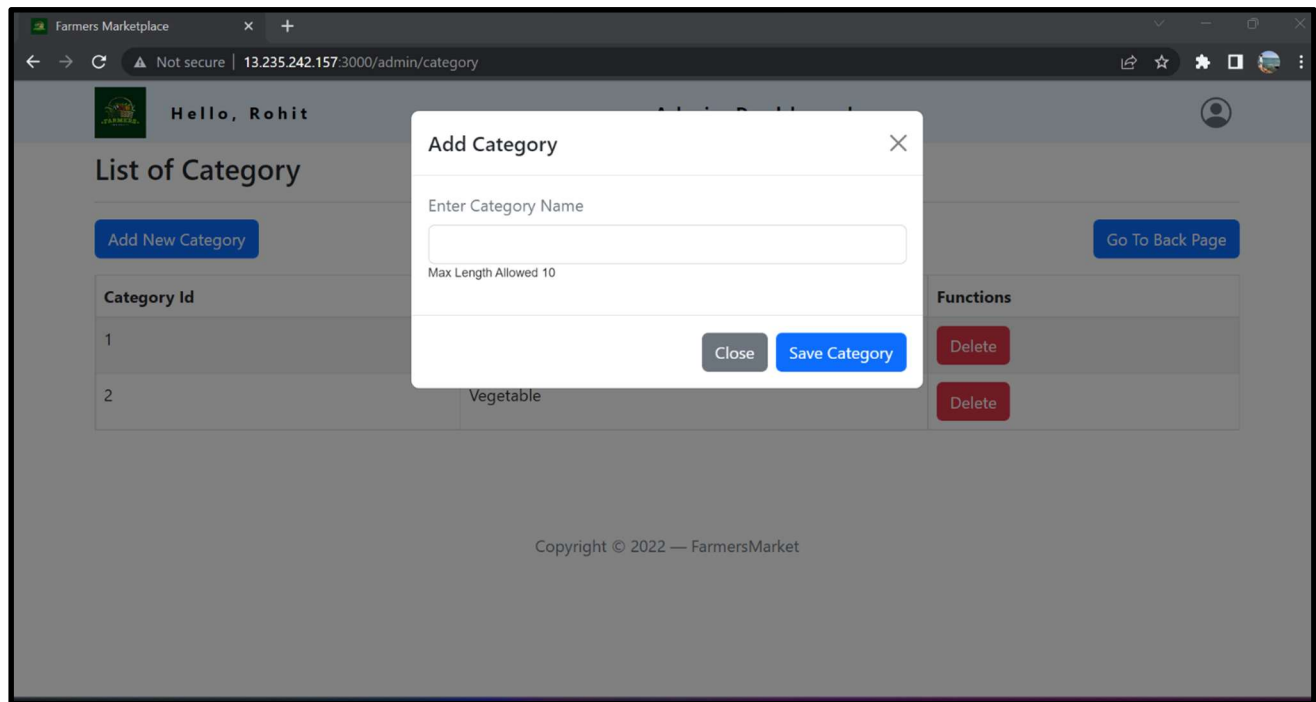 Farmers Marketplace
Not secure | 13.235.242.157:3000/admin/category
FARMERS
Hello, Rohit
List of Category
Add New Category
Go To Back Page
Add Category
Enter Category Name
Max Length Allowed 10
Close Save Category
Category Id Functions
1 Delete
2 Vegetable Delete
Copyright © 2022 — FarmersMarket